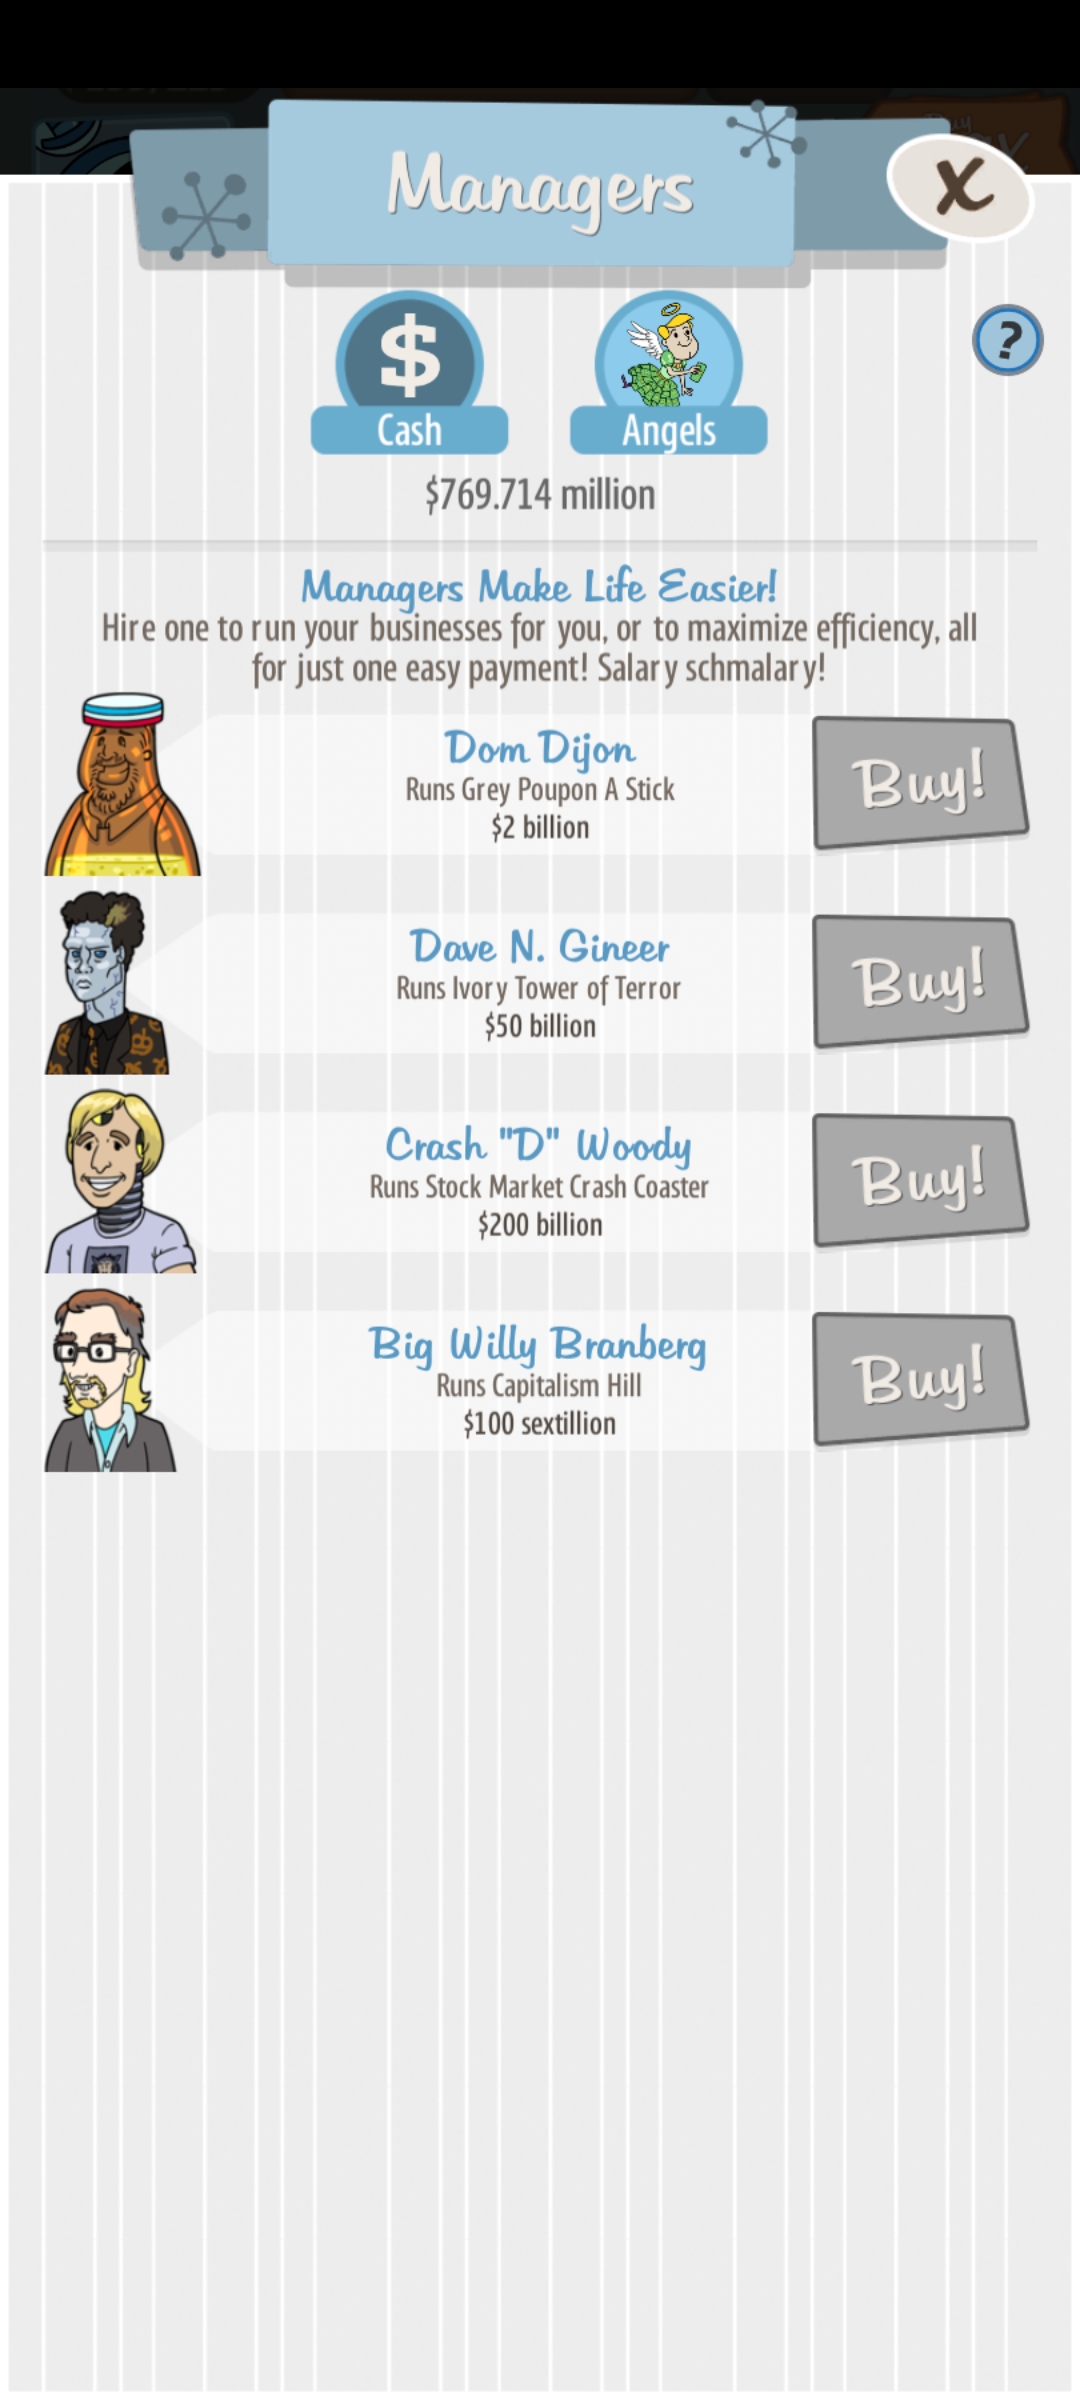 Managers
X
$
?
Cash
Angels
$769.714 million
Managers Make Life Easier!
Hire one to run your businesses for you, or to maximize efficiency, all
for just one easy payment! Salary schmalary!
Dom Dijon
Runs Grey Poupon A Stick
$2 billion
Buy!
Dave N. Gineer
Runs Ivory Tower of Terror
$50 billion
Buy!
Crash "D" Woody
Runs Stock Market Crash Coaster
$200 billion
Buy!
Big Willy Branberg
Runs Capitalism Hill
$100 sextillion
Buy!